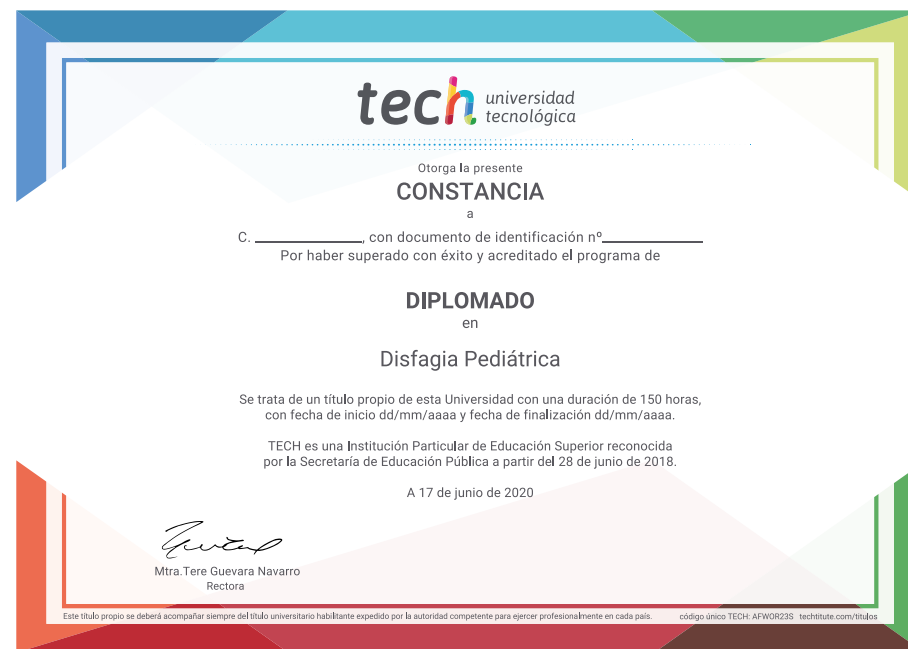 tech universidad
tecnológica
Otorga la presente
CONSTANCIA
a
C. ____________, con documento de identificación nº____________
Por haber superado con éxito y acreditado el programa de
DIPLOMADO
en
Disfagia Pediátrica
Se trata de un título propio de esta Universidad con una duración de 150 horas,
con fecha de inicio dd/mm/aaaa y fecha de finalización dd/mm/aaaa.
TECH es una Institución Particular de Educación Superior reconocida
por la Secretaría de Educación Pública a partir del 28 de junio de 2018.
A 17 de junio de 2020
Mtra.Tere Guevara Navarro
Rectora
Este título propio se deberá acompañar siempre del título universitario habilitante expedido por la autoridad competente para ejercer profesionalmente en cada país. código único TECH: AFWOR23S techtitute.com/titulos